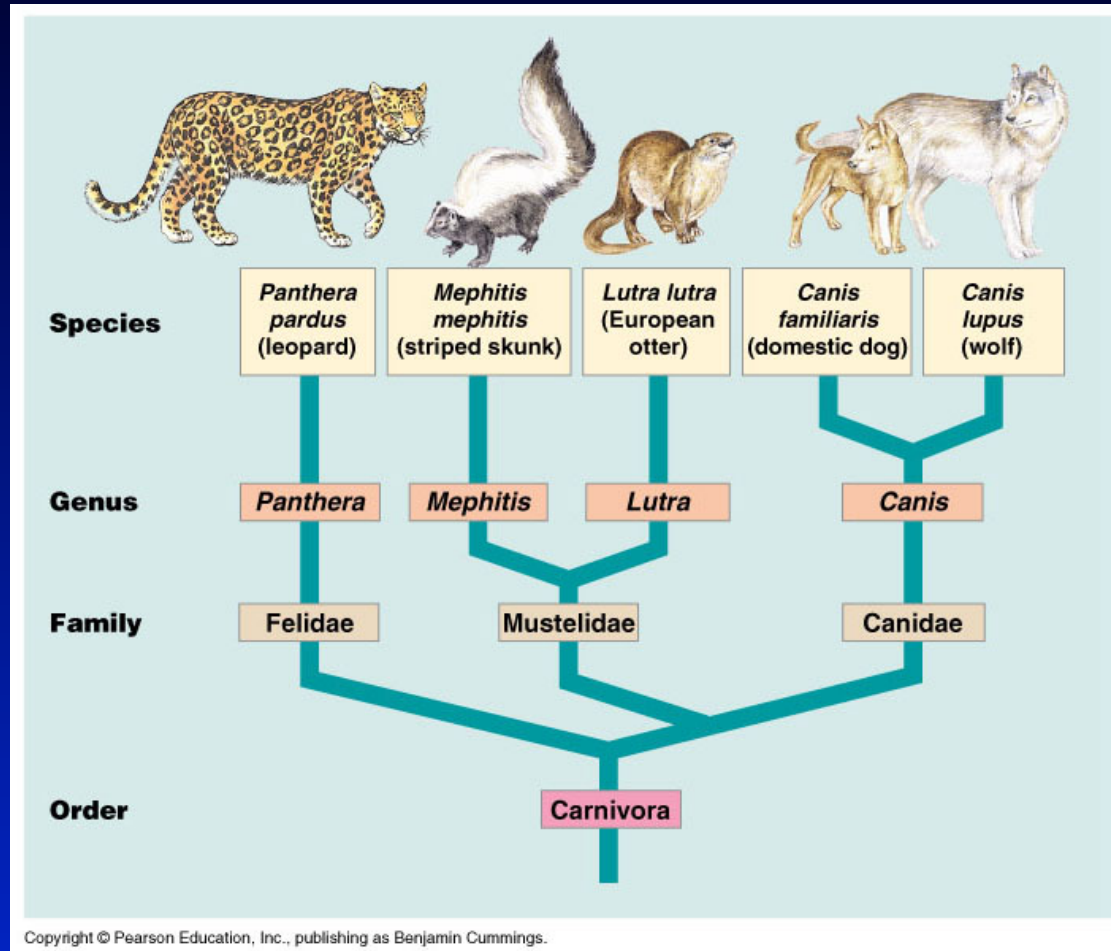 Species
Panthera
pardus
(leopard)
Mephitis
mephitis
(striped skunk)
Lutra lutra
(European
otter)
Canis
familiaris
(domestic dog)
Canis
lupus
(wolf)
Genus
Panthera
Mephitis
Lutra
Canis
Family
Felidae
Mustelidae
Canidae
Order
Carnivora
Copyright © Pearson Education, Inc., publishing as Benjamin Cummings.